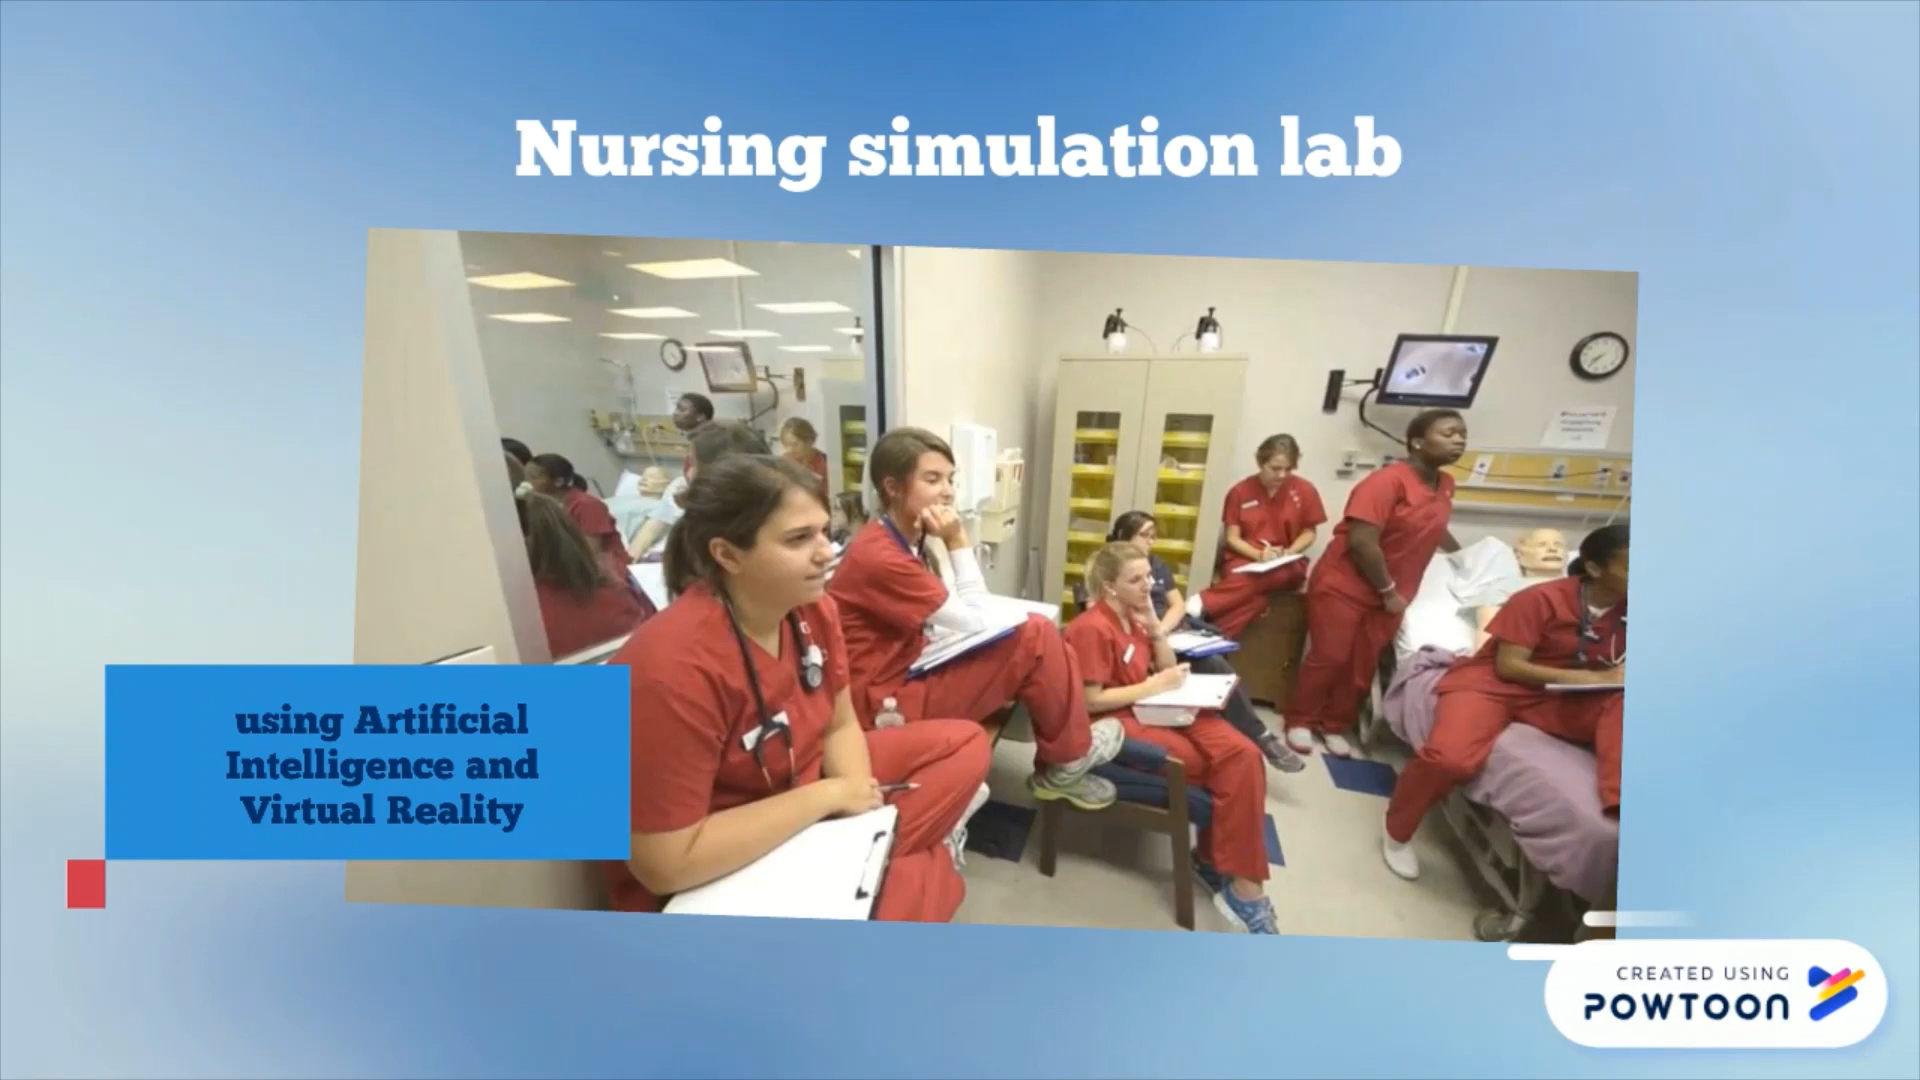 Nursing simulation lab
using Artificial
Intelligence and
Virtual Reality
CREATED USING
POWTOON